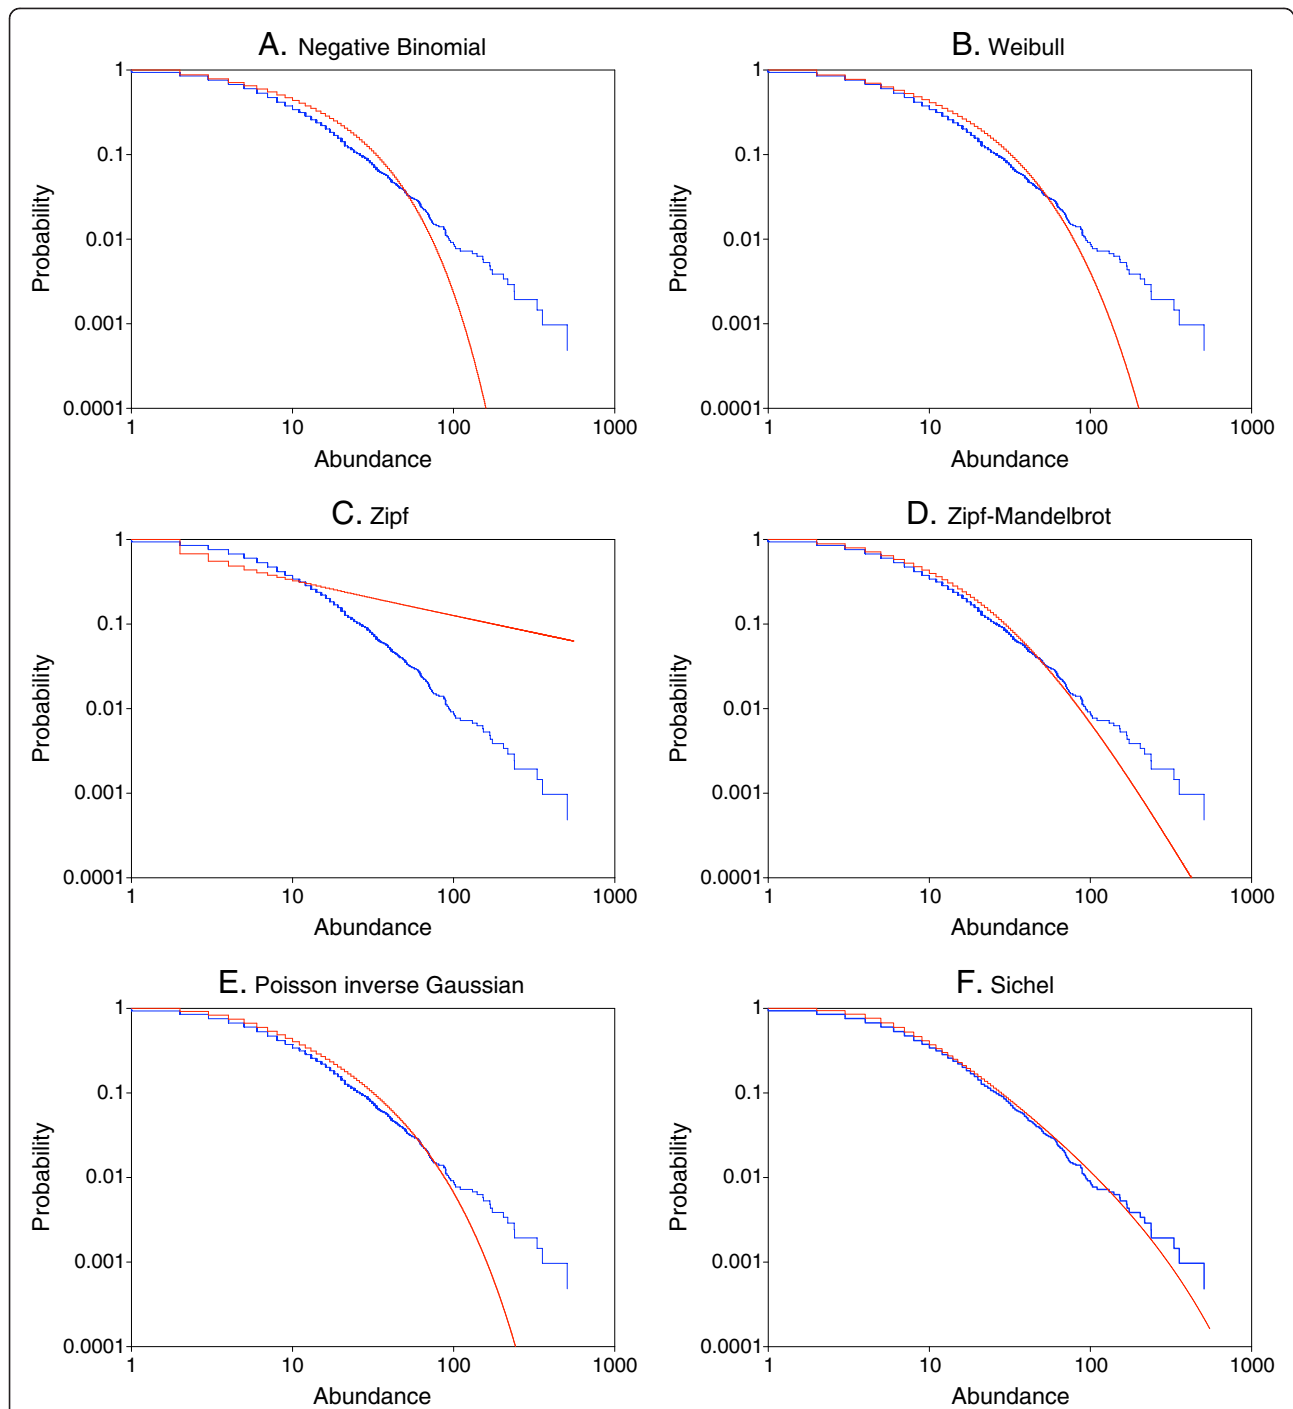 A. Negative Binomial
1
0.1
0.01
0.001
0.0001
Probability
1 10 100 1000
Abundance
B. Weibull
1
0.1
0.01
0.001
0.0001
Probability
1 10 100 1000
Abundance
C. Zipf
1
0.1
0.01
0.001
0.0001
Probability
1 10 100 1000
Abundance
D. Zipf-Mandelbrot
1
0.1
0.01
0.001
0.0001
Probability
1 10 100 1000
Abundance
E. Poisson inverse Gaussian
1
0.1
0.01
0.001
0.0001
Probability
1 10 100 1000
Abundance
F. Sichel
1
0.1
0.01
0.001
0.0001
Probability
1 10 100 1000
Abundance